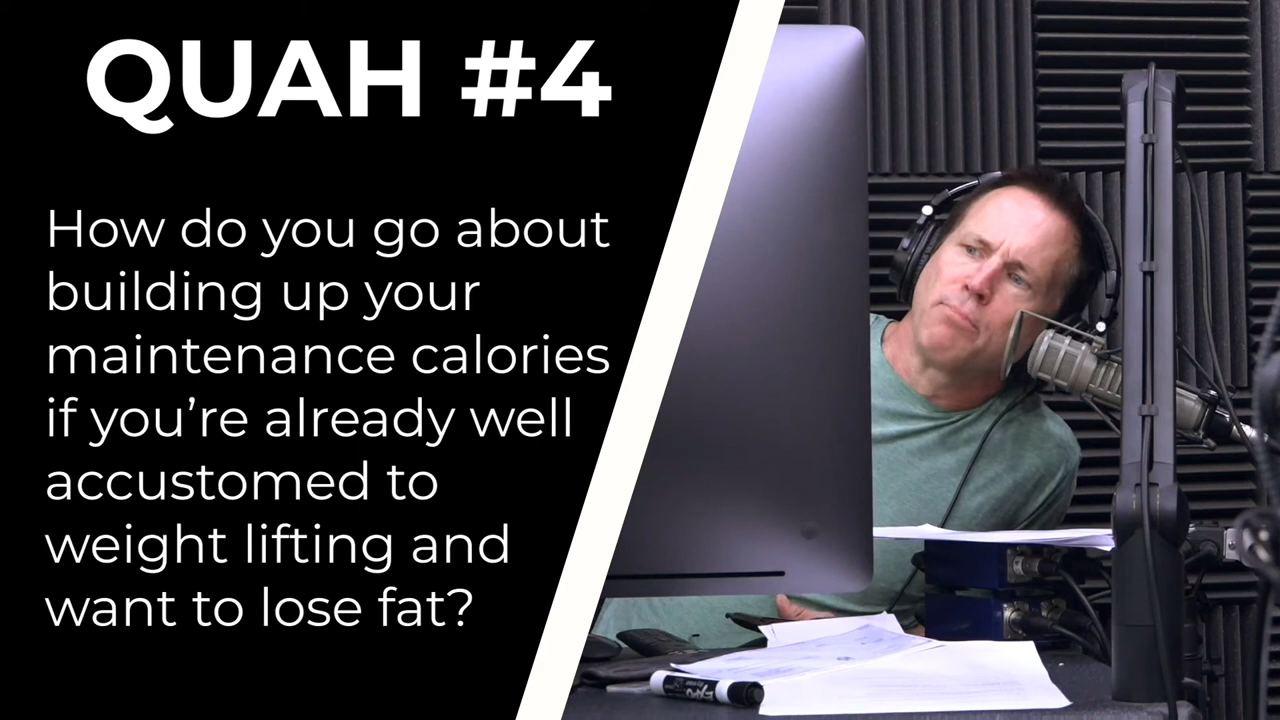 QUAH #4
How do you go about
building up your
maintenance calories
if you’re already well
accustomed to
weight lifting and
want to lose fat?
EXPO